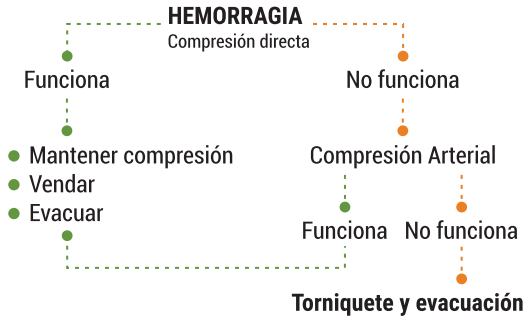 HEMORRAGIA
Compresión directa
Funciona
No funciona
Mantener compresión
Vendar
Evacuar
Compresión Arterial
Funciona
No funciona
Torniquete y evacuación